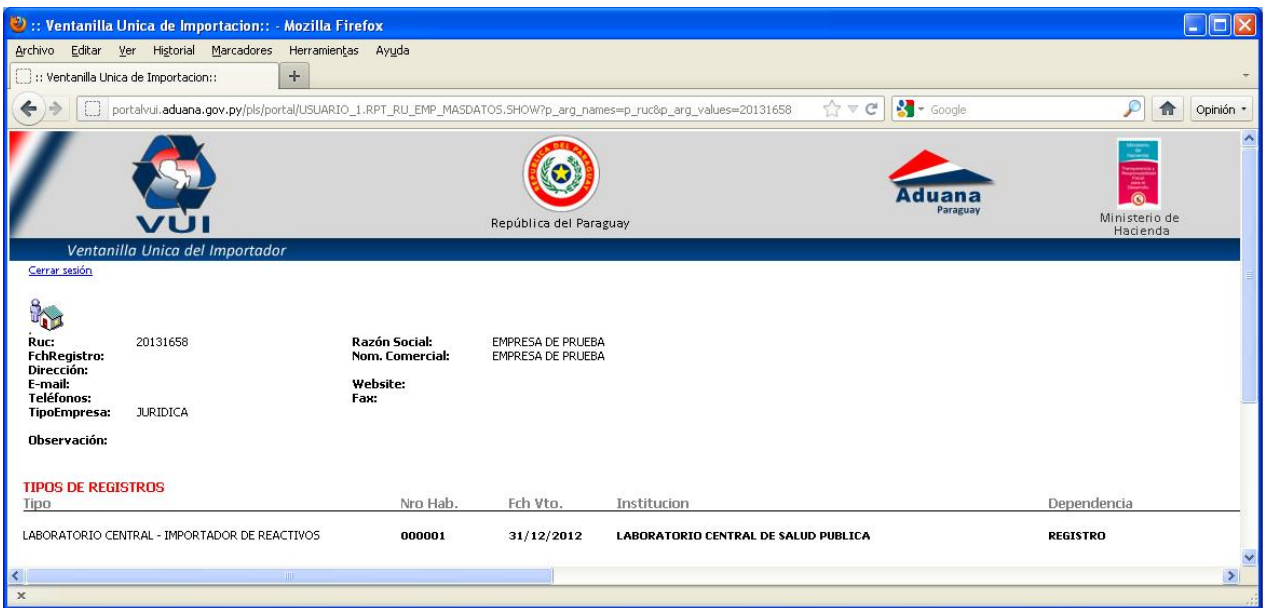 :: Ventanilla Unica de Importacion:: - Mozilla Firefox
Archivo Editar Ver Historial Marcadores Herramientas Ayuda
:: Ventanilla Unica de Importacion:: +
portalvui.aduana.gov.py/pls/portal/USUARIO_1.RPT_RU_EMP_MASDATOS.SHOW?p_arg_names=p_ruc&p_arg_values=20131658 Google Opinión
VUI
República del Paraguay
Aduana
Paraguay
Ministerio de
Hacienda
Ventanilla Unica del Importador
Cerrar sesión
Ruc: 20131658 Razón Social: EMPRESA DE PRUEBA
FchRegistro: Nom. Comercial: EMPRESA DE PRUEBA
Dirección:
E-mail: Website:
Teléfonos: Fax:
TipoEmpresa: JURIDICA
Observación:
TIPOS DE REGISTROS
Tipo Nro Hab. Fch Vto. Institucion Dependencia
LABORATORIO CENTRAL - IMPORTADOR DE REACTIVOS 000001 31/12/2012 LABORATORIO CENTRAL DE SALUD PUBLICA REGISTRO
x